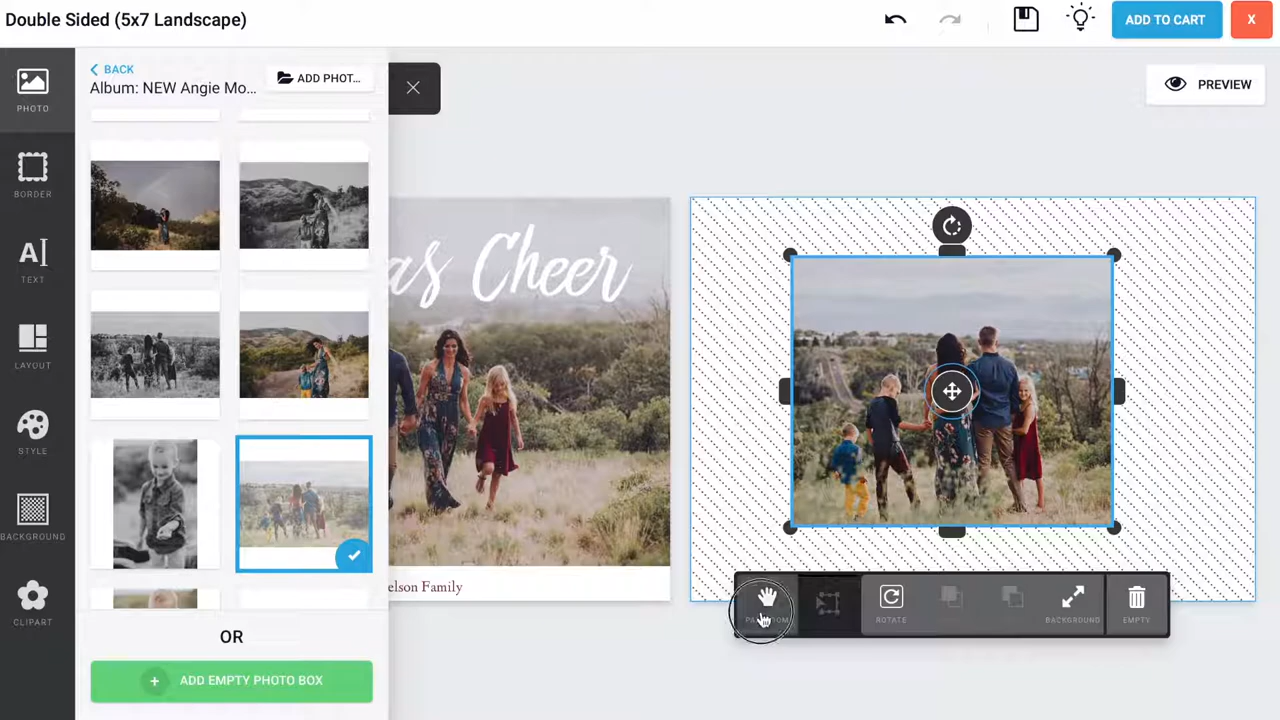 Double Sided (5x7 Landscape)
ADD TO CART
X
PHOTO
BORDER
AI
TEXT
LAYOUT
STYLE
BACKGROUND
CLIPART
BACK
Album: NEW Angie Mo...
ADD PHOT...
PREVIEW
as Cheer
elson Family
ROTATE
BACKGROUND
EMPTY
OR
+ ADD EMPTY PHOTO BOX